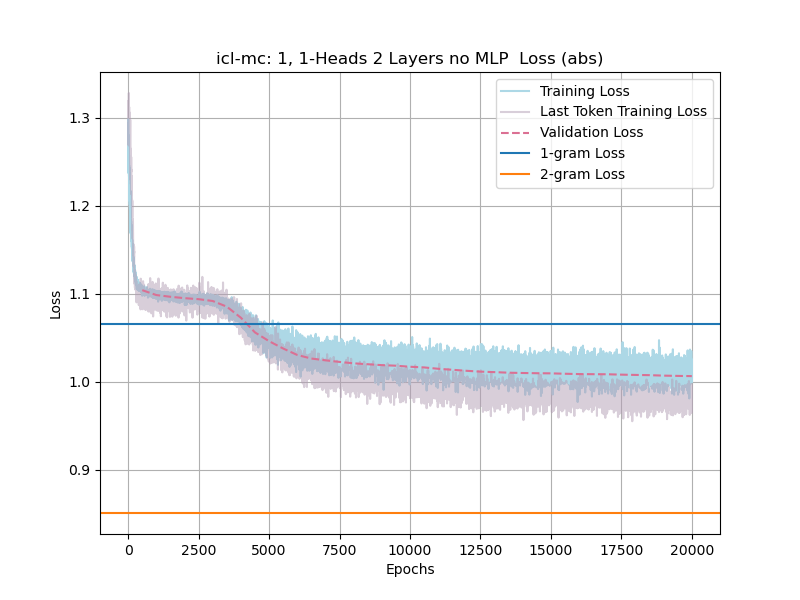 icl-mc: 1, 1-Heads 2 Layers no MLP  Loss (abs)
Training Loss
Last Token Training Loss
Validation Loss
1-gram Loss
2-gram Loss
Loss
1.3
1.2
1.1
1.0
0.9
0 2500 5000 7500 10000 12500 15000 17500 20000
Epochs